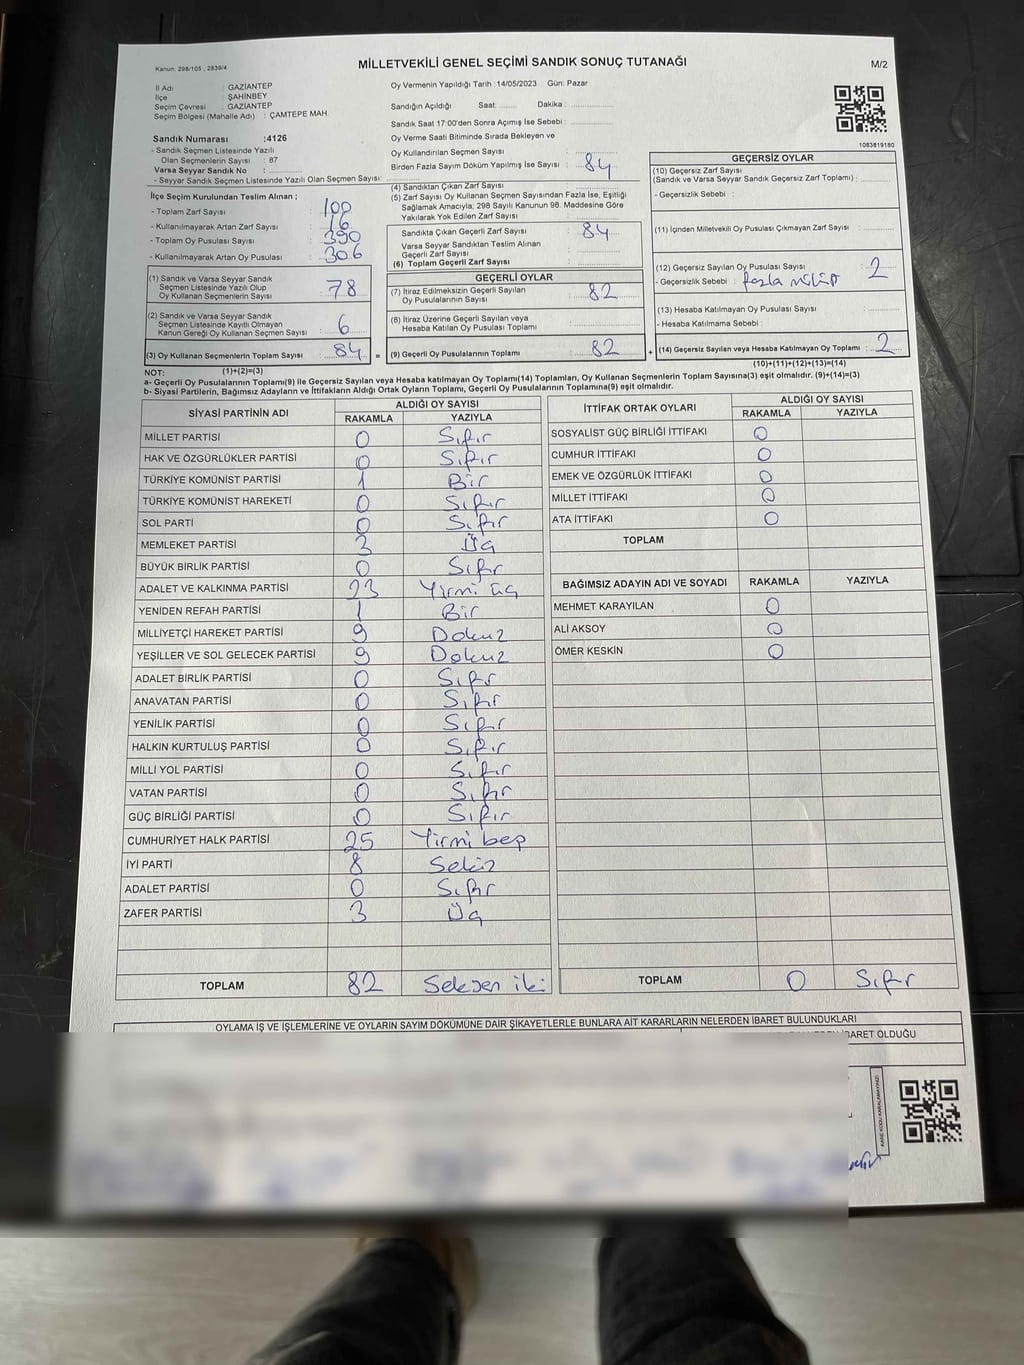 Kanun: 298/105 , 2839/4
MİLLETVEKİLİ GENEL SEÇİMİ SANDIK SONUÇ TUTANAĞI
M/2
İl Adı : GAZİANTEP
İlçe : ŞAHİNBEY
Seçim Çevresi : GAZİANTEP
Seçim Bölgesi (Mahalle Adı) : ÇAMTEPE MAH.
Oy Vermenin Yapıldığı Tarih :14/05/2023 Gün: Pazar
Sandığın Açıldığı Saat: ........ Dakika : ................
Sandık Saat 17:00'den Sonra Açımış İse Sebebi : ................
1083819180
Sandık Numarası :4126
- Sandık Seçmen Listesinde Yazılı
Olan Seçmenlerin Sayısı : 87
Varsa Seyyar Sandık No : ................
- Seyyar Sandık Seçmen Listesinde Yazılı Olan Seçmen Sayısı: ................
Oy Verme Saati Bitiminde Sırada Bekleyen ve
Oy Kullandırılan Seçmen Sayısı : ................
Birden Fazla Sayım Döküm Yapılmış İse Sayısı : 84
İlçe Seçim Kurulundan Teslim Alınan ;
- Toplam Zarf Sayısı : 100
- Kullanılmayarak Artan Zarf Sayısı : 16
- Toplam Oy Pusulası Sayısı : 390
- Kullanılmayarak Artan Oy Pusulası : 306
(4) Sandıktan Çıkan Zarf Sayısı : ................
(5) Zarf Sayısı Oy Kullanan Seçmen Sayısından Fazla İse, Eşitliği
Sağlamak Amacıyla; 298 Sayılı Kanunun 98. Maddesine Göre
Yakılarak Yok Edilen Zarf Sayısı : ................
Sandıkta Çıkan Geçerli Zarf Sayısı : 84
Varsa Seyyar Sandıktan Teslim Alınan
Geçerli Zarf Sayısı : ................
(6) Toplam Geçerli Zarf Sayısı : ................
GEÇERSİZ OYLAR
(10) Geçersiz Zarf Sayısı
(Sandık ve Varsa Seyyar Sandık Geçersiz Zarf Toplamı) : ........
- Geçersizlik Sebebi :
(11) İçinden Milletvekili Oy Pusulası Çıkmayan Zarf Sayısı : ........
(12) Geçersiz Sayılan Oy Pusulası Sayısı : 2
- Geçersizlik Sebebi : fazla mühür
(13) Hesaba Katılmayan Oy Pusulası Sayısı : ........
- Hesaba Katılmama Sebebi :
(14) Geçersiz Sayılan veya Hesaba Katılmayan Oy Toplamı : 2
(1) Sandık ve Varsa Seyyar Sandık
Seçmen Listesinde Yazılı Olup
Oy Kullanan Seçmenlerin Sayısı : 78
(2) Sandık ve Varsa Seyyar Sandık
Seçmen Listesinde Kayıtlı Olmayan
Kanun Gereği Oy Kullanan Seçmen Sayısı : 6
(3) Oy Kullanan Seçmenlerin Toplam Sayısı : 84 =
GEÇERLİ OYLAR
(7) İtiraz Edilmeksizin Geçerli Sayılan
Oy Pusulalarının Sayısı : 82
(8) İtiraz Üzerine Geçerli Sayılan veya
Hesaba Katılan Oy Pusulası Toplamı : ................
(9) Geçerli Oy Pusulalarının Toplamı : 82 +
NOT: (1)+(2)=(3)
(10)+(11)+(12)+(13)=(14)
a- Geçerli Oy Pusulalarının Toplamı(9) ile Geçersiz Sayılan veya Hesaba katılmayan Oy Toplamı(14) Toplamları, Oy Kullanan Seçmenlerin Toplam Sayısına(3) eşit olmalıdır. (9)+(14)=(3)
b- Siyasi Partilerin, Bağımsız Adayların ve İttifakların Aldığı Ortak Oyların Toplamı, Geçerli Oy Pusulalarının Toplamına(9) eşit olmalıdır.
SİYASİ PARTİNİN ADI ALDIĞI OY SAYISI
RAKAMLA YAZIYLA
MİLLET PARTİSİ 0 Sıfır
HAK VE ÖZGÜRLÜKLER PARTİSİ 0 Sıfır
TÜRKİYE KOMÜNİST PARTİSİ 1 Bir
TÜRKİYE KOMÜNİST HAREKETİ 0 Sıfır
SOL PARTİ 0 Sıfır
MEMLEKET PARTİSİ 3 Üç
BÜYÜK BİRLİK PARTİSİ 0 Sıfır
ADALET VE KALKINMA PARTİSİ 23 Yirmi üç
YENİDEN REFAH PARTİSİ 1 Bir
MİLLİYETÇİ HAREKET PARTİSİ 9 Dokuz
YEŞİLLER VE SOL GELECEK PARTİSİ 9 Dokuz
ADALET BİRLİK PARTİSİ 0 Sıfır
ANAVATAN PARTİSİ 0 Sıfır
YENİLİK PARTİSİ 0 Sıfır
HALKIN KURTULUŞ PARTİSİ 0 Sıfır
MİLLİ YOL PARTİSİ 0 Sıfır
VATAN PARTİSİ 0 Sıfır
GÜÇ BİRLİĞİ PARTİSİ 0 Sıfır
CUMHURİYET HALK PARTİSİ 25 Yirmi beş
İYİ PARTİ 8 Sekiz
ADALET PARTİSİ 0 Sıfır
ZAFER PARTİSİ 3 Üç
TOPLAM 82 Seksen iki
İTTİFAK ORTAK OYLARI ALDIĞI OY SAYISI
RAKAMLA YAZIYLA
SOSYALİST GÜÇ BİRLİĞİ İTTİFAKI 0
CUMHUR İTTİFAKI 0
EMEK VE ÖZGÜRLÜK İTTİFAKI 0
MİLLET İTTİFAKI 0
ATA İTTİFAKI 0
TOPLAM
BAĞIMSIZ ADAYIN ADI VE SOYADI RAKAMLA YAZIYLA
MEHMET KARAYILAN 0
ALİ AKSOY 0
ÖMER KESKİN 0
TOPLAM 0 Sıfır
OYLAMA İŞ VE İŞLEMLERİNE VE OYLARIN SAYIM DÖKÜMÜNE DAİR ŞİKAYETLERLE BUNLARA AİT KARARLARIN NELERDEN İBARET BULUNDUKLARI
İBARET OLDUĞU